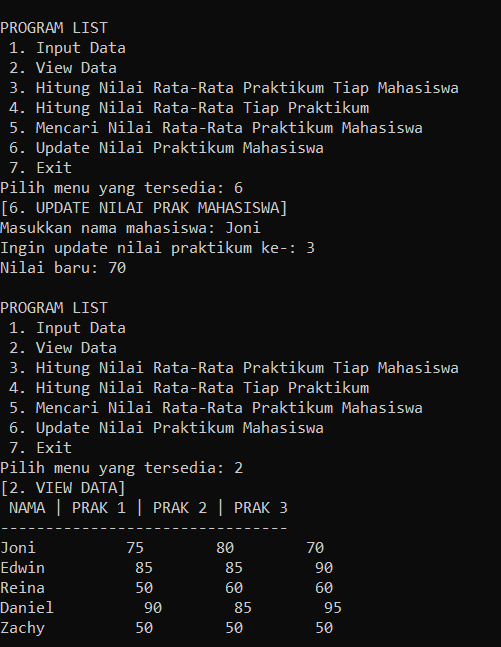 PROGRAM LIST
 1. Input Data
 2. View Data
 3. Hitung Nilai Rata-Rata Praktikum Tiap Mahasiswa
 4. Hitung Nilai Rata-Rata Tiap Praktikum
 5. Mencari Nilai Rata-Rata Praktikum Mahasiswa
 6. Update Nilai Praktikum Mahasiswa
 7. Exit
Pilih menu yang tersedia: 6
[6. UPDATE NILAI PRAK MAHASISWA]
Masukkan nama mahasiswa: Joni
Ingin update nilai praktikum ke-: 3
Nilai baru: 70

PROGRAM LIST
 1. Input Data
 2. View Data
 3. Hitung Nilai Rata-Rata Praktikum Tiap Mahasiswa
 4. Hitung Nilai Rata-Rata Tiap Praktikum
 5. Mencari Nilai Rata-Rata Praktikum Mahasiswa
 6. Update Nilai Praktikum Mahasiswa
 7. Exit
Pilih menu yang tersedia: 2
[2. VIEW DATA]
 NAMA | PRAK 1 | PRAK 2 | PRAK 3
--------------------------------
Joni          75        80        70
Edwin          85        85        90
Reina          50        60        60
Daniel          90        85        95
Zachy          50        50        50